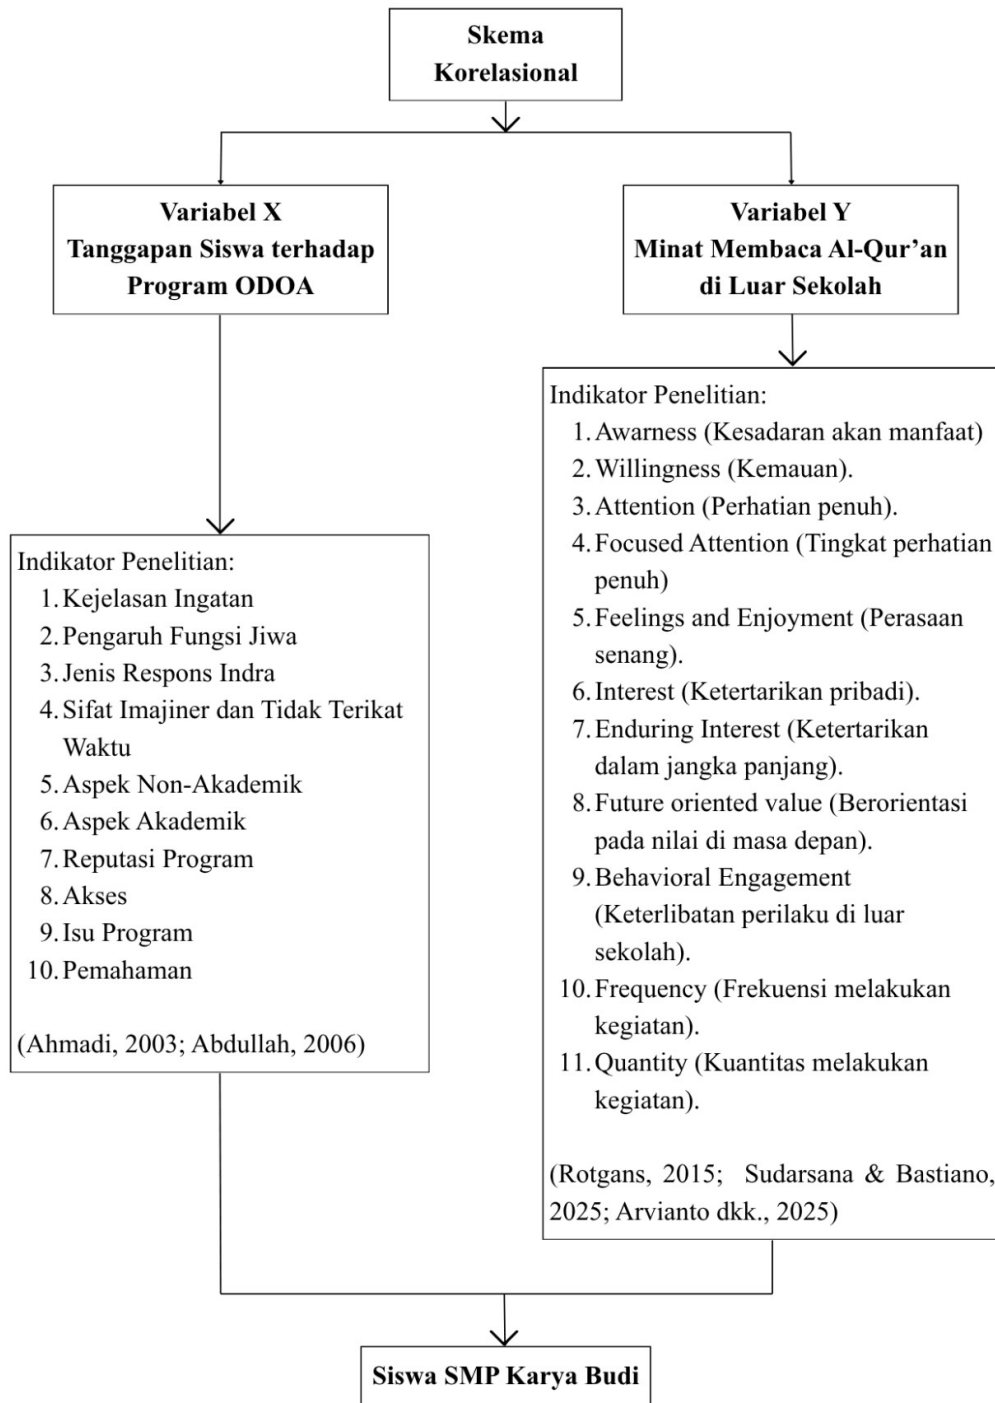 Skema
Korelasional
Variabel X
Tanggapan Siswa terhadap
Program ODOA
Variabel Y
Minat Membaca Al-Qur’an
di Luar Sekolah
Indikator Penelitian:
1. Kejelasan Ingatan
2. Pengaruh Fungsi Jiwa
3. Jenis Respons Indra
4. Sifat Imajiner dan Tidak Terikat
Waktu
5. Aspek Non-Akademik
6. Aspek Akademik
7. Reputasi Program
8. Akses
9. Isu Program
10. Pemahaman
(Ahmadi, 2003; Abdullah, 2006)
Indikator Penelitian:
1. Awarness (Kesadaran akan manfaat)
2. Willingness (Kemauan).
3. Attention (Perhatian penuh).
4. Focused Attention (Tingkat perhatian
penuh)
5. Feelings and Enjoyment (Perasaan
senang).
6. Interest (Ketertarikan pribadi).
7. Enduring Interest (Ketertarikan
dalam jangka panjang).
8. Future oriented value (Berorientasi
pada nilai di masa depan).
9. Behavioral Engagement
(Keterlibatan perilaku di luar
sekolah).
10. Frequency (Frekuensi melakukan
kegiatan).
11. Quantity (Kuantitas melakukan
kegiatan).
(Rotgans, 2015; Sudarsana & Bastiano,
2025; Arvianto dkk., 2025)
Siswa SMP Karya Budi